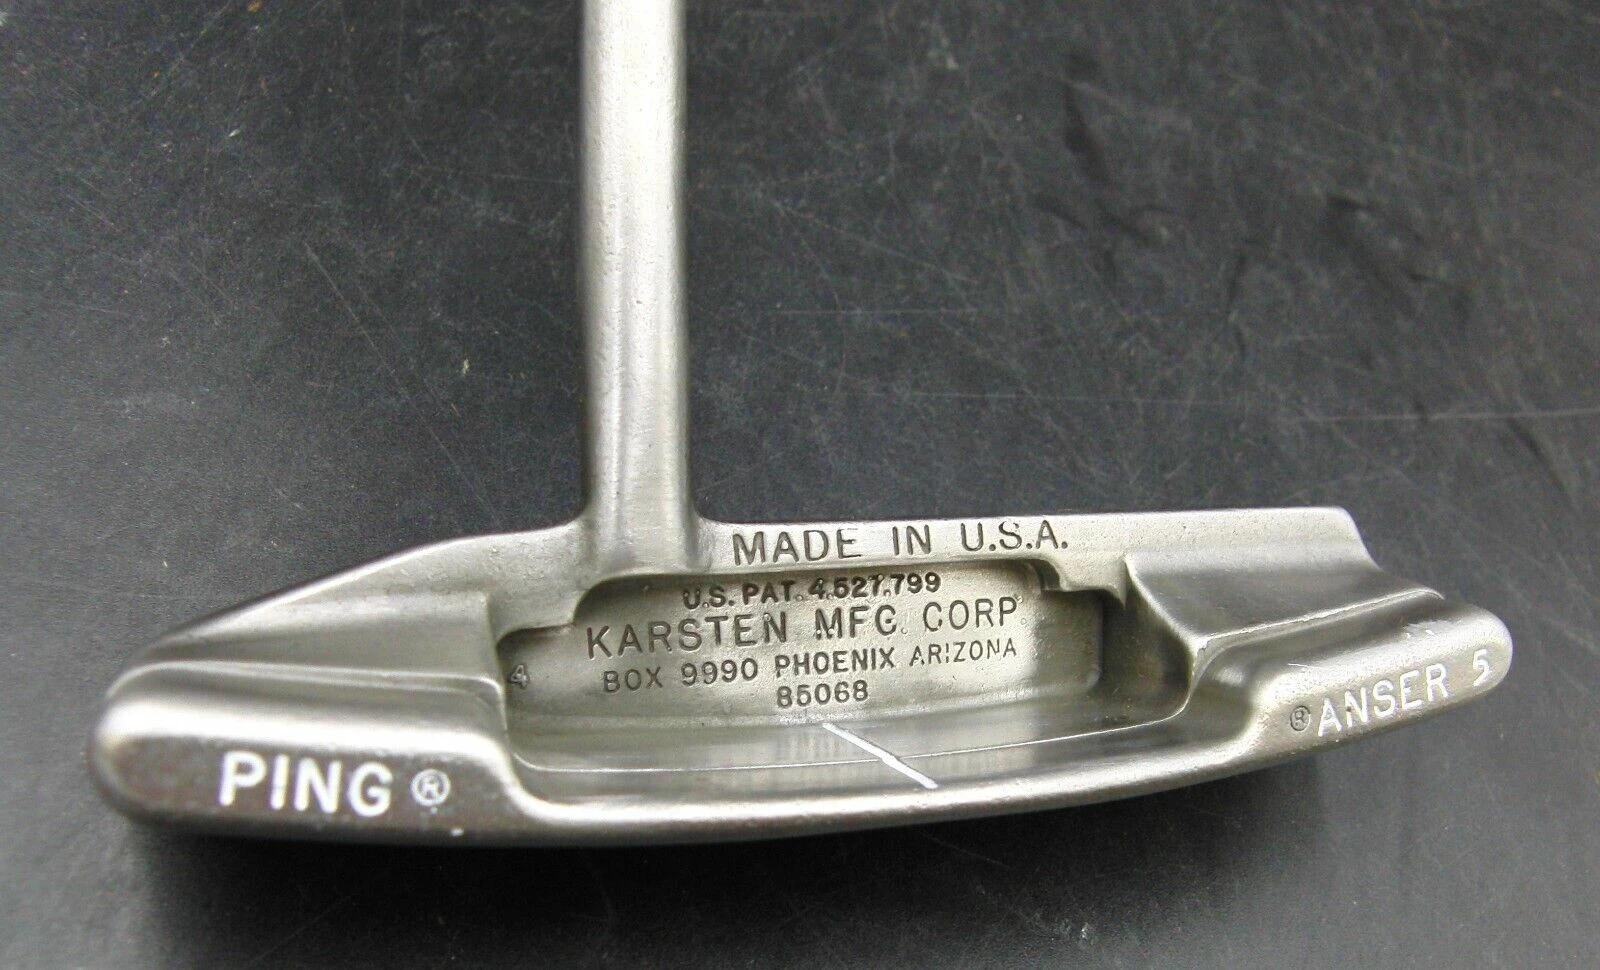 MADE IN U.S.A.
U.S. PAT. 4.527.799
KARSTEN MFG. CORP.
BOX 9990 PHOENIX ARIZONA
85068
4
PING ®
® ANSER 5